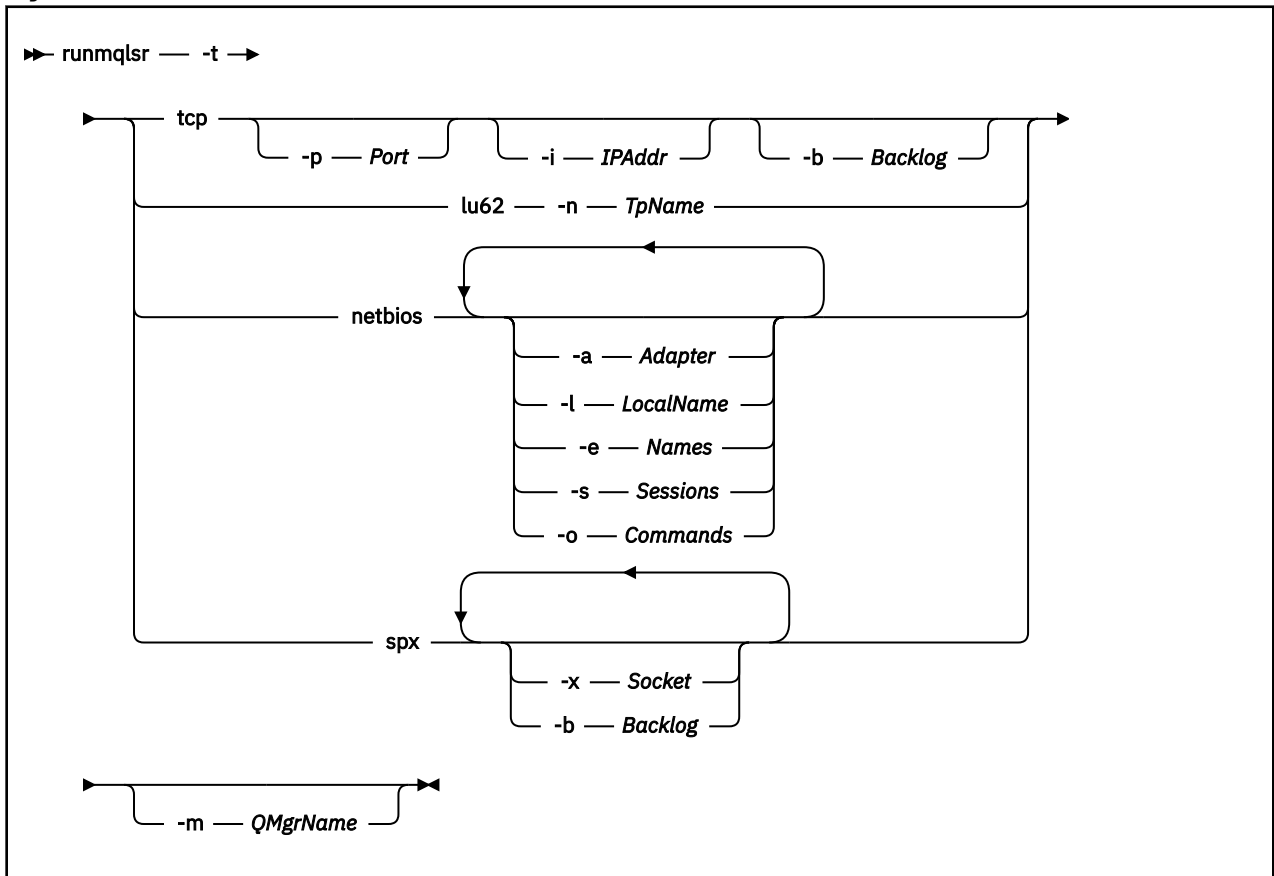 runmqlsr -t
tcp
-p Port -i IPAddr -b Backlog
lu62 -n TpName
netbios
-a Adapter
-l LocalName
-e Names
-s Sessions
-o Commands
spx
-x Socket
-b Backlog
-m QMgrName